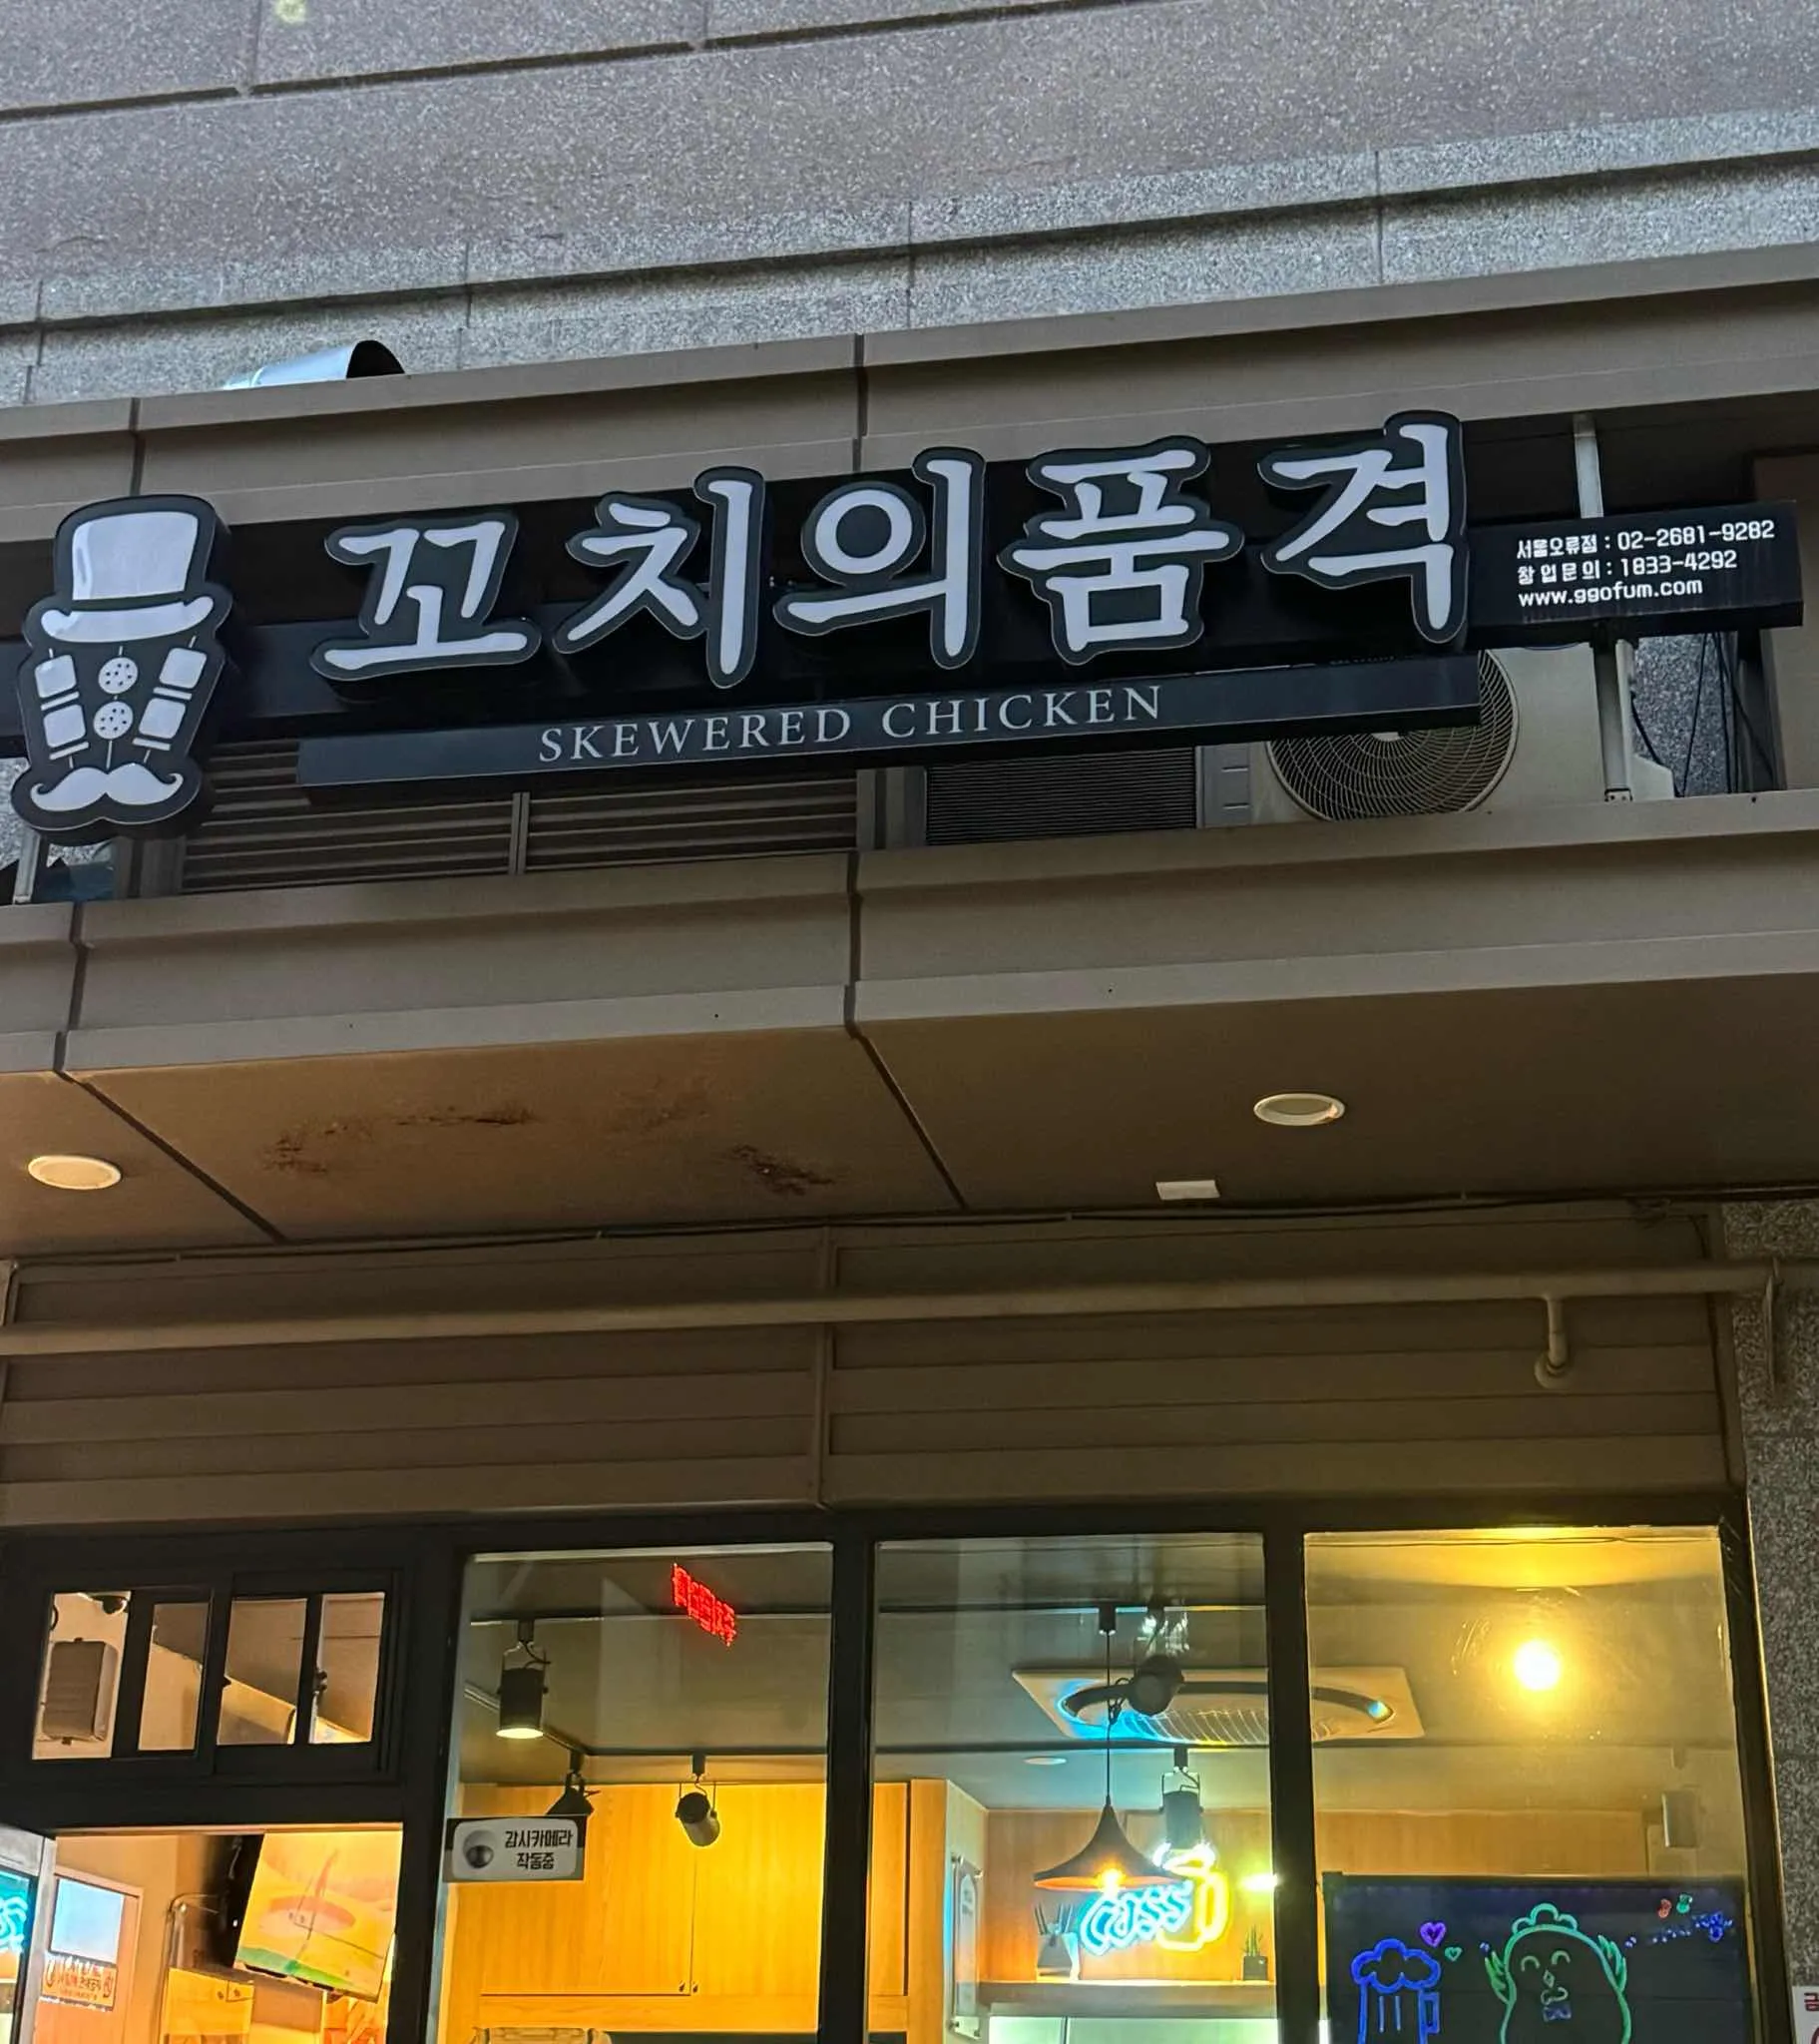 꼬치의품격
SKEWERED CHICKEN
서울오류점 : 02-2681-9282
창업문의 : 1833-4292
www.ggofum.com
감시카메라
작동중
Cass